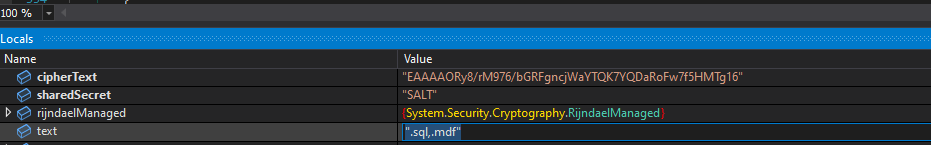 100 %
Locals
Name Value
cipherText "EAAAAORy8/rM976/bGRFgncjWaYTQK7YQDaRoFw7f5HMTg16"
sharedSecret "SALT"
rijndaelManaged {System.Security.Cryptography.RijndaelManaged}
text ".sql,.mdf"